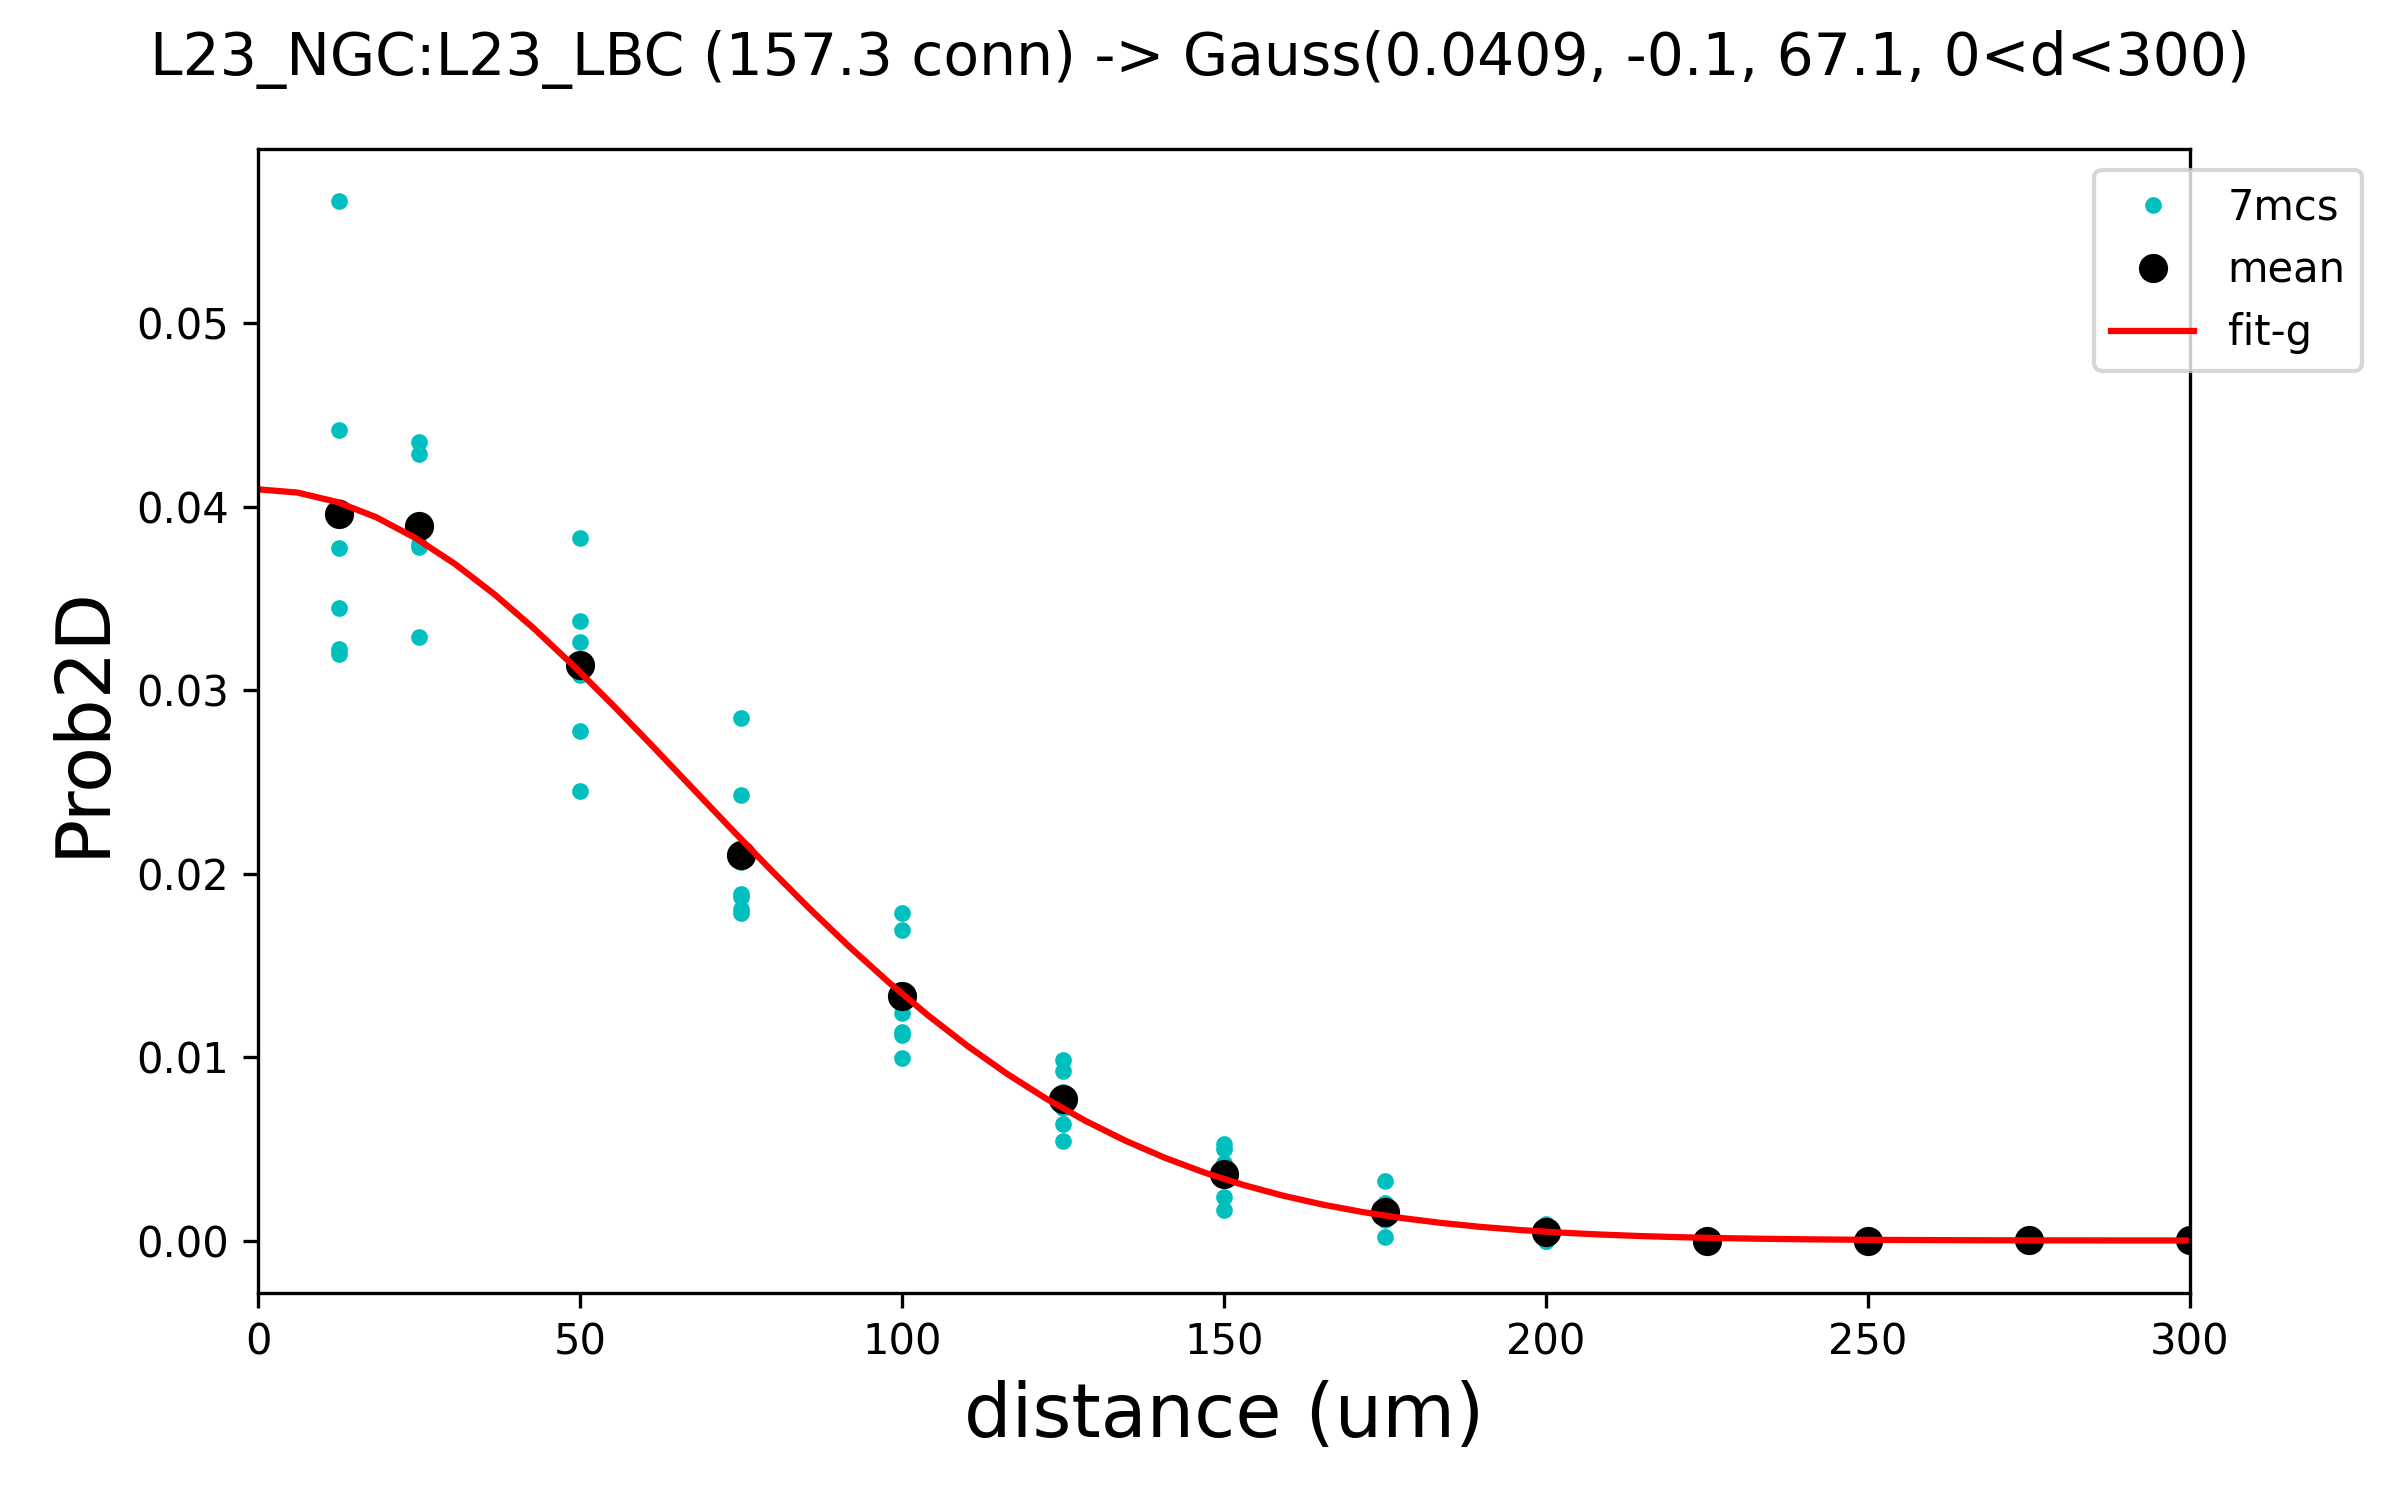 L23_NGC:L23_LBC (157.3 conn) -> Gauss(0.0409, -0.1, 67.1, 0<d<300)
7mcs
mean
fit-g
Prob2D
0.05
0.04
0.03
0.02
0.01
0.00
0 50 100 150 200 250 300
distance (um)